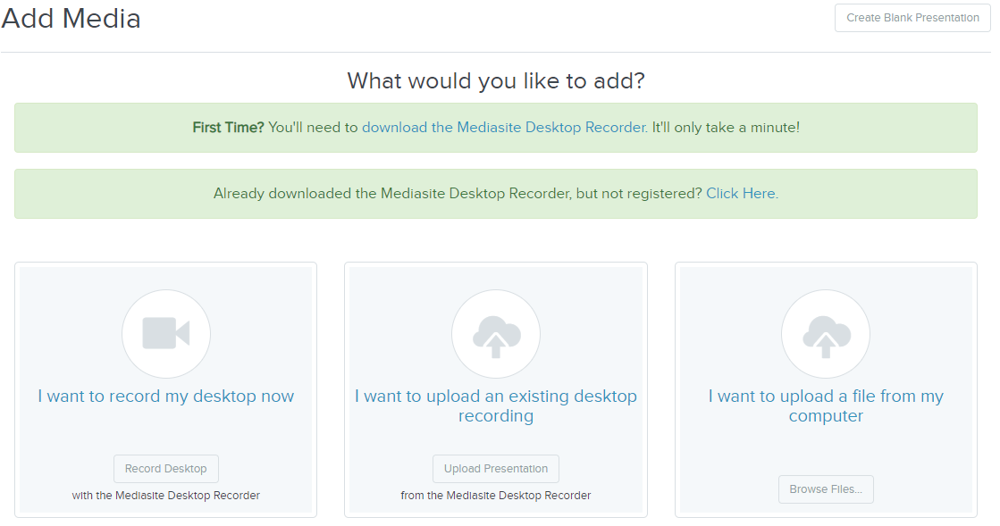 Add Media
Create Blank Presentation
What would you like to add?
First Time? You'll need to download the Mediasite Desktop Recorder. It'll only take a minute!
Already downloaded the Mediasite Desktop Recorder, but not registered? Click Here.
I want to record my desktop now
Record Desktop
with the Mediasite Desktop Recorder
I want to upload an existing desktop
recording
Upload Presentation
from the Mediasite Desktop Recorder
I want to upload a file from my
computer
Browse Files...